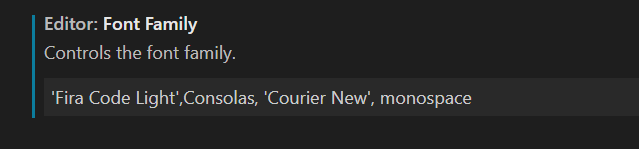 Editor: Font Family
Controls the font family.
'Fira Code Light',Consolas, 'Courier New', monospace